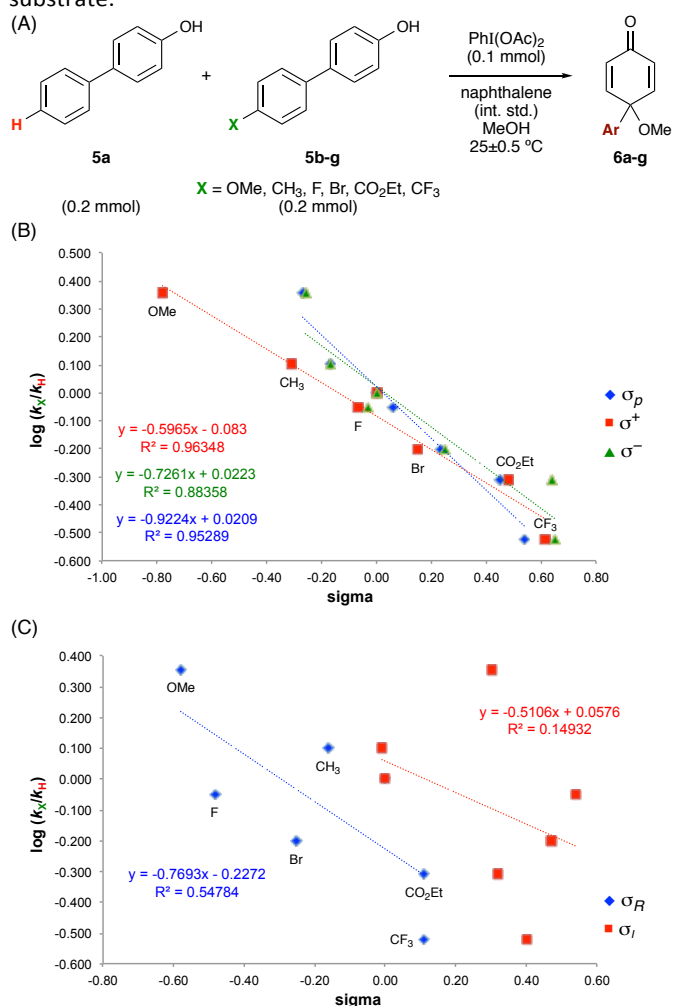 substrate.
(A)
OH
H
5a
(0.2 mmol)
+
OH
X
5b-g
X = OMe, CH3, F, Br, CO2Et, CF3
(0.2 mmol)
PhI(OAc)2
(0.1 mmol)
naphthalene
(int. std.)
MeOH
25±0.5 ºC
O
Ar
OMe
6a-g
(B)
log (kX/kH)
0.500
0.400
0.300
0.200
0.100
0.000
-0.100
-0.200
-0.300
-0.400
-0.500
-0.600
OMe
CH3
F
Br
CO2Et
CF3
y = -0.5965x - 0.083
R² = 0.96348
y = -0.7261x + 0.0223
R² = 0.88358
y = -0.9224x + 0.0209
R² = 0.95289
σp
σ+
σ−
-1.00 -0.80 -0.60 -0.40 -0.20 0.00 0.20 0.40 0.60 0.80
sigma
(C)
log (kX/kH)
0.400
0.300
0.200
0.100
0.000
-0.100
-0.200
-0.300
-0.400
-0.500
-0.600
OMe
CH3
F
Br
CO2Et
CF3
y = -0.5106x + 0.0576
R² = 0.14932
y = -0.7693x - 0.2272
R² = 0.54784
σR
σI
-0.80 -0.60 -0.40 -0.20 0.00 0.20 0.40 0.60
sigma